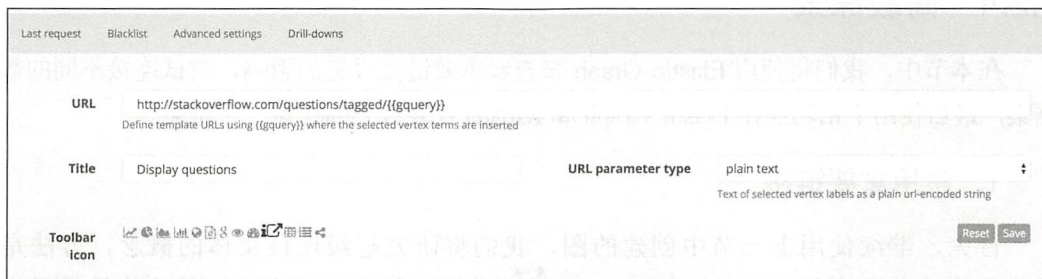 Last request Blacklist Advanced settings Drill-downs
URL http://stackoverflow.com/questions/tagged/{{gquery}}
Define template URLs using {{gquery}} where the selected vertex terms are inserted
Title Display questions URL parameter type plain text
Text of selected vertex labels as a plain url-encoded string
Toolbar
icon
Reset Save